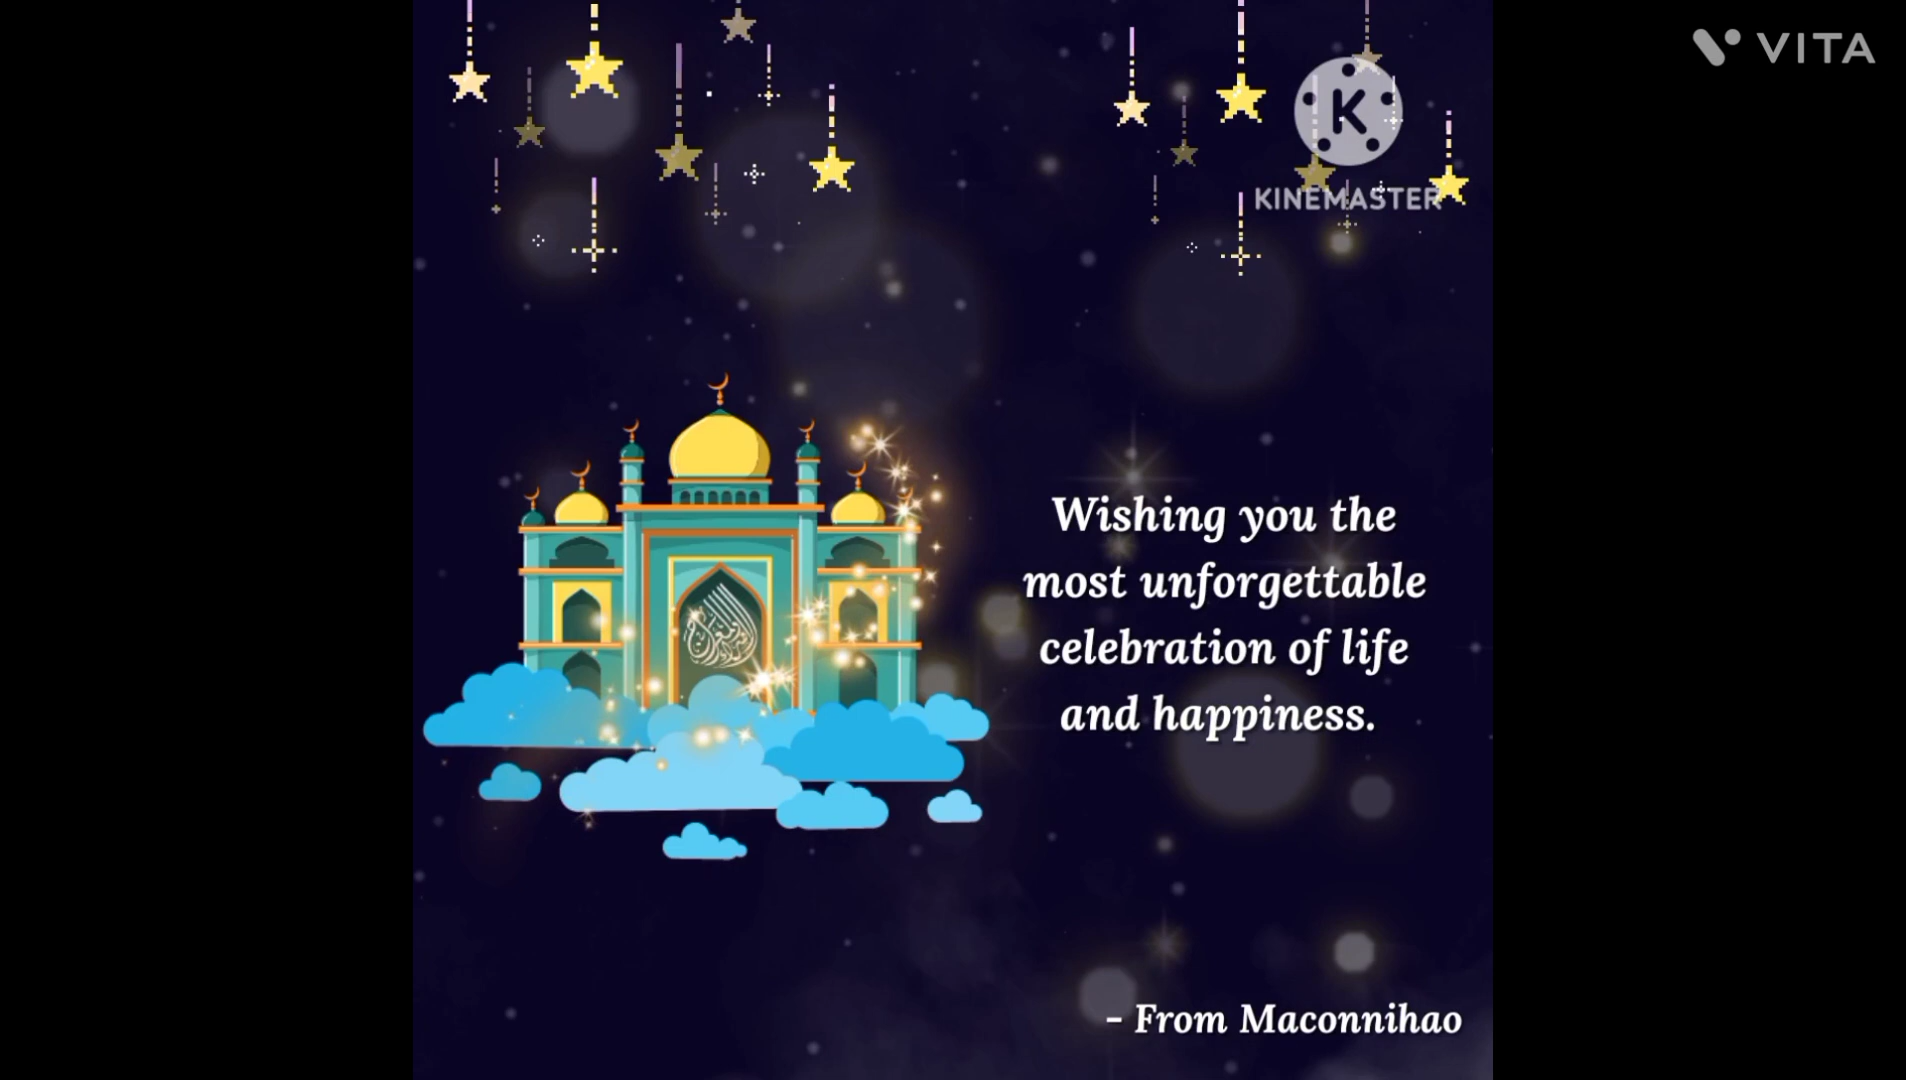 VITA
K
KINEMASTER
Wishing you the
most unforgettable
celebration of life
and happiness.
- From Maconnihao